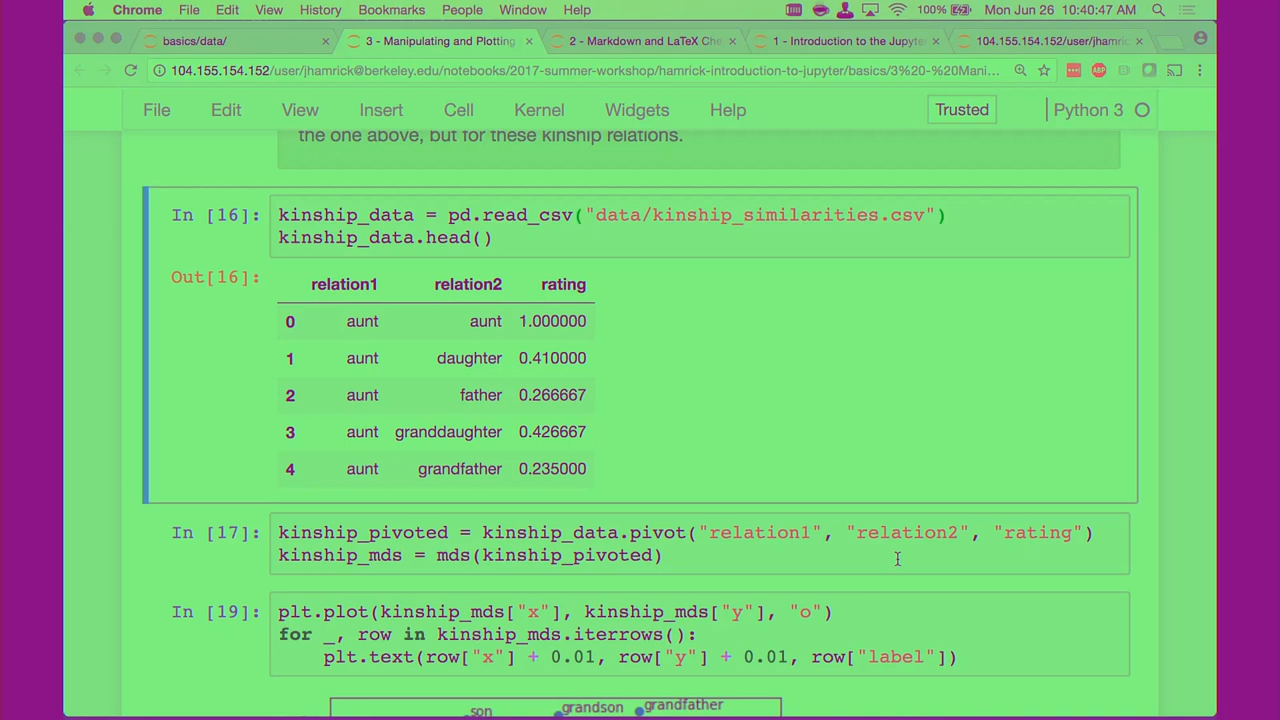 Chrome File Edit View History Bookmarks People Window Help 100% Mon Jun 26 10:40:47 AM
basics/data/ × 3 - Manipulating and Plotting × 2 - Markdown and LaTeX Che × 1 - Introduction to the Jupyte × 104.155.154.152/user/jhamric ×
104.155.154.152/user/jhamrick@berkeley.edu/notebooks/2017-summer-workshop/hamrick-introduction-to-jupyter/basics/3%20-%20Mani...
File Edit View Insert Cell Kernel Widgets Help Trusted Python 3
the one above, but for these kinship relations.
In [16]: kinship_data = pd.read_csv("data/kinship_similarities.csv")
kinship_data.head()
Out[16]:
relation1 relation2 rating
0 aunt aunt 1.000000
1 aunt daughter 0.410000
2 aunt father 0.266667
3 aunt granddaughter 0.426667
4 aunt grandfather 0.235000
In [17]: kinship_pivoted = kinship_data.pivot("relation1", "relation2", "rating")
kinship_mds = mds(kinship_pivoted)
In [19]: plt.plot(kinship_mds["x"], kinship_mds["y"], "o")
for _, row in kinship_mds.iterrows():
plt.text(row["x"] + 0.01, row["y"] + 0.01, row["label"])
son grandson grandfather